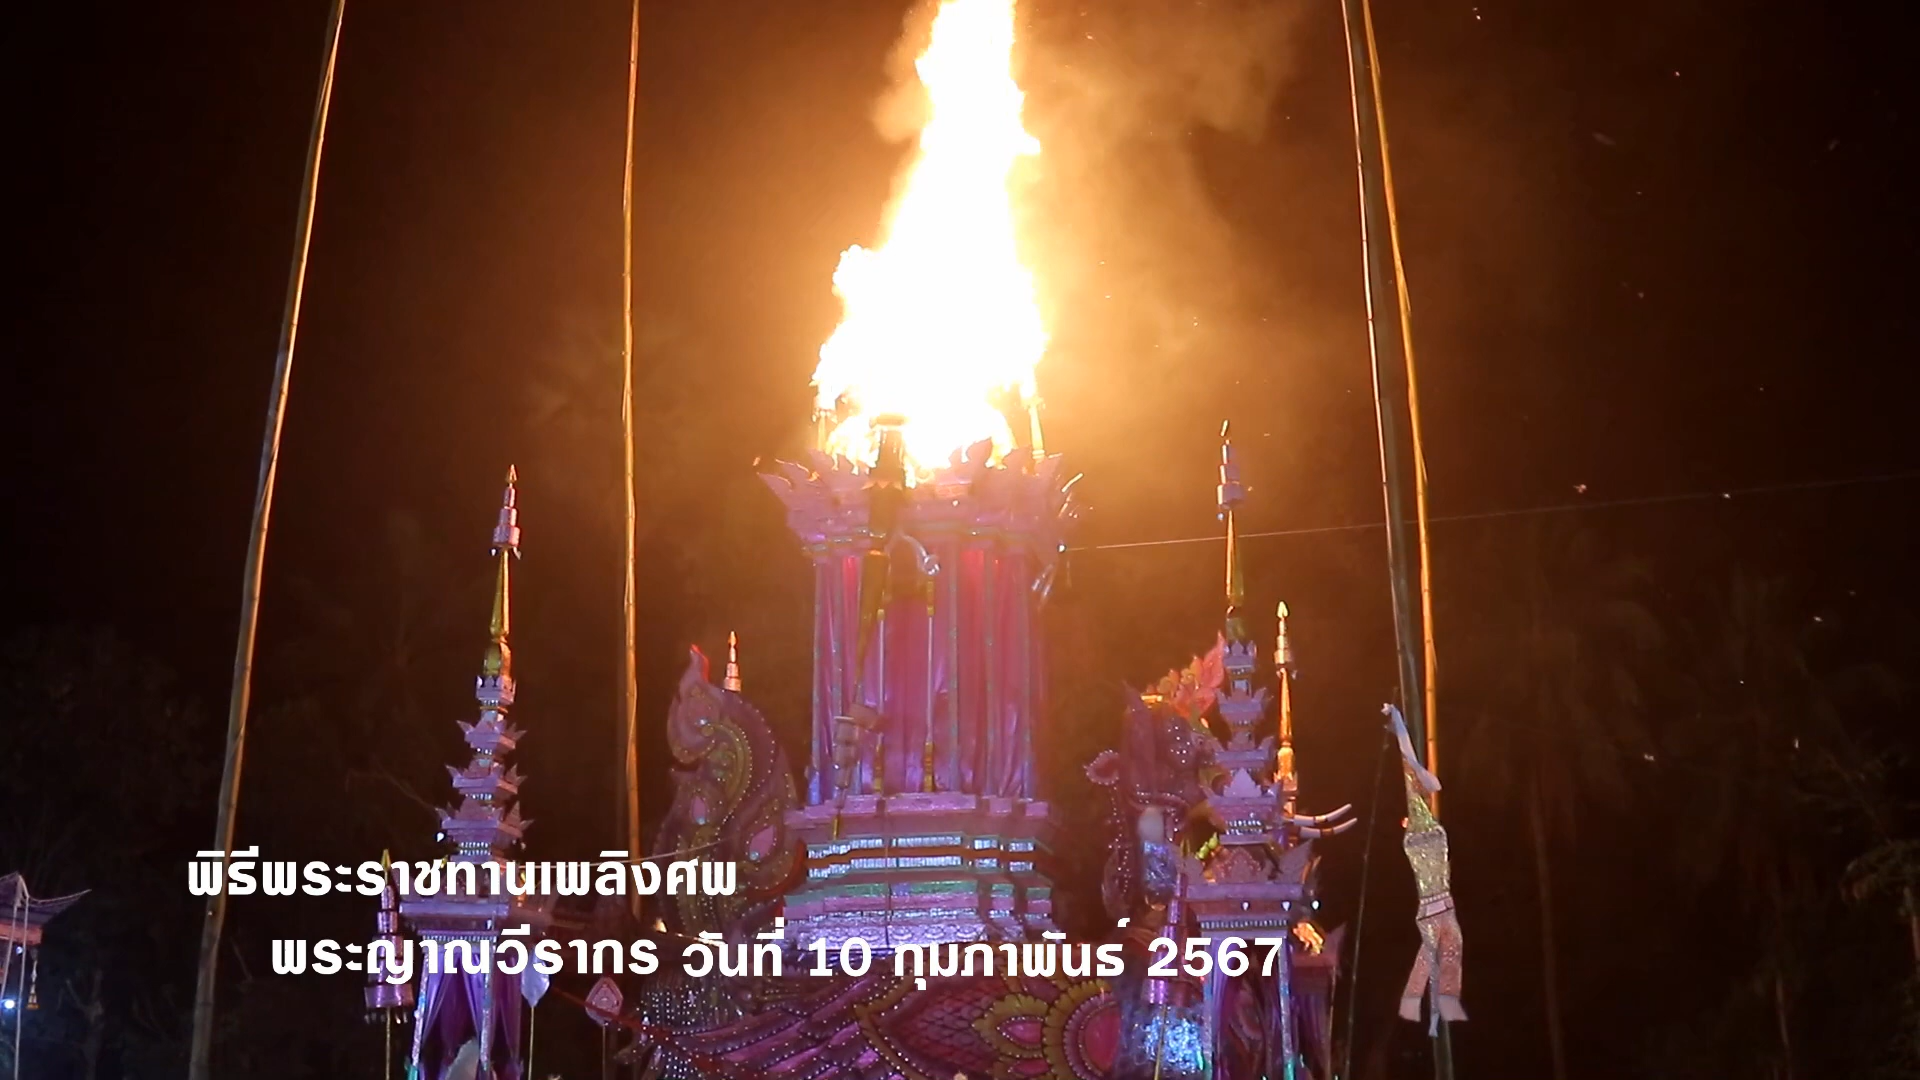 พิธีพระราชทานเพลิงศพ
พระญาณวีรากร วันที่ 10 กุมภาพันธ์ 2567